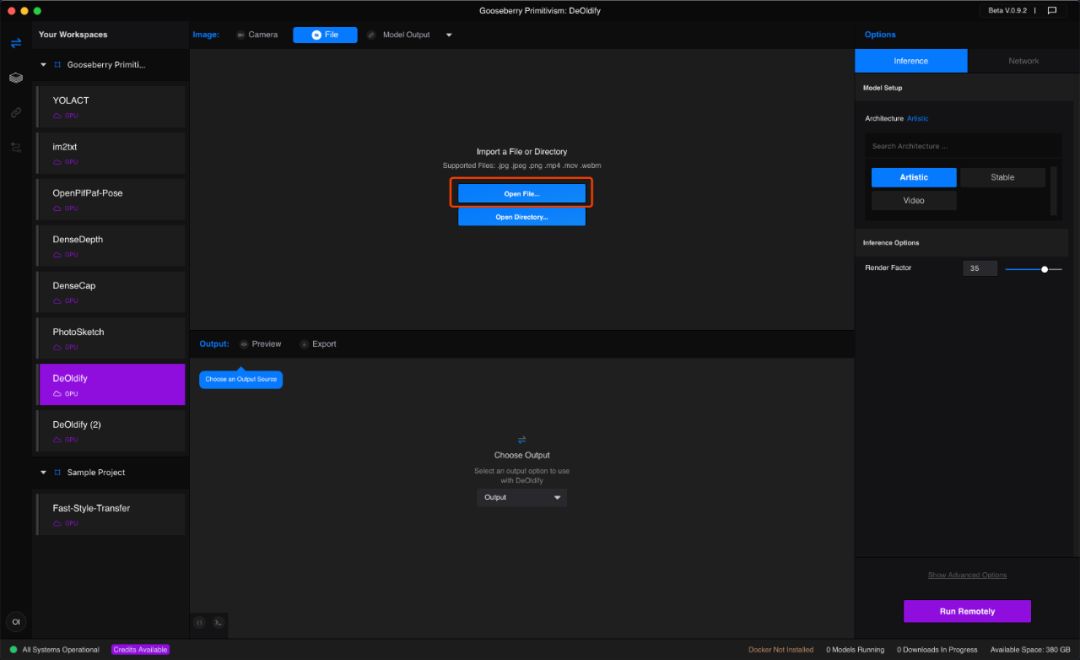 Gooseberry Primitivism: DeOldify
Beta V.0.9.2
Your Workspaces
Gooseberry Primiti...
YOLACT
GPU
im2txt
GPU
OpenPifPaf-Pose
GPU
DenseDepth
GPU
DenseCap
GPU
PhotoSketch
GPU
DeOldify
GPU
DeOldify (2)
GPU
Sample Project
Fast-Style-Transfer
GPU
OI
Image: Camera File Model Output
Import a File or Directory
Supported Files: .jpg .jpeg .png .mp4 .mov .webm
Open File...
Open Directory...
Output: Preview Export
Choose an Output Source
Choose Output
Select an output option to use
with DeOldify
Output
Options
Inference Network
Model Setup
Architecture Artistic
Search Architecture ...
Artistic Stable
Video
Inference Options
Render Factor 35
Show Advanced Options
Run Remotely
All Systems Operational Credits Available Docker Not Installed 0 Models Running 0 Downloads In Progress Available Space: 380 GB